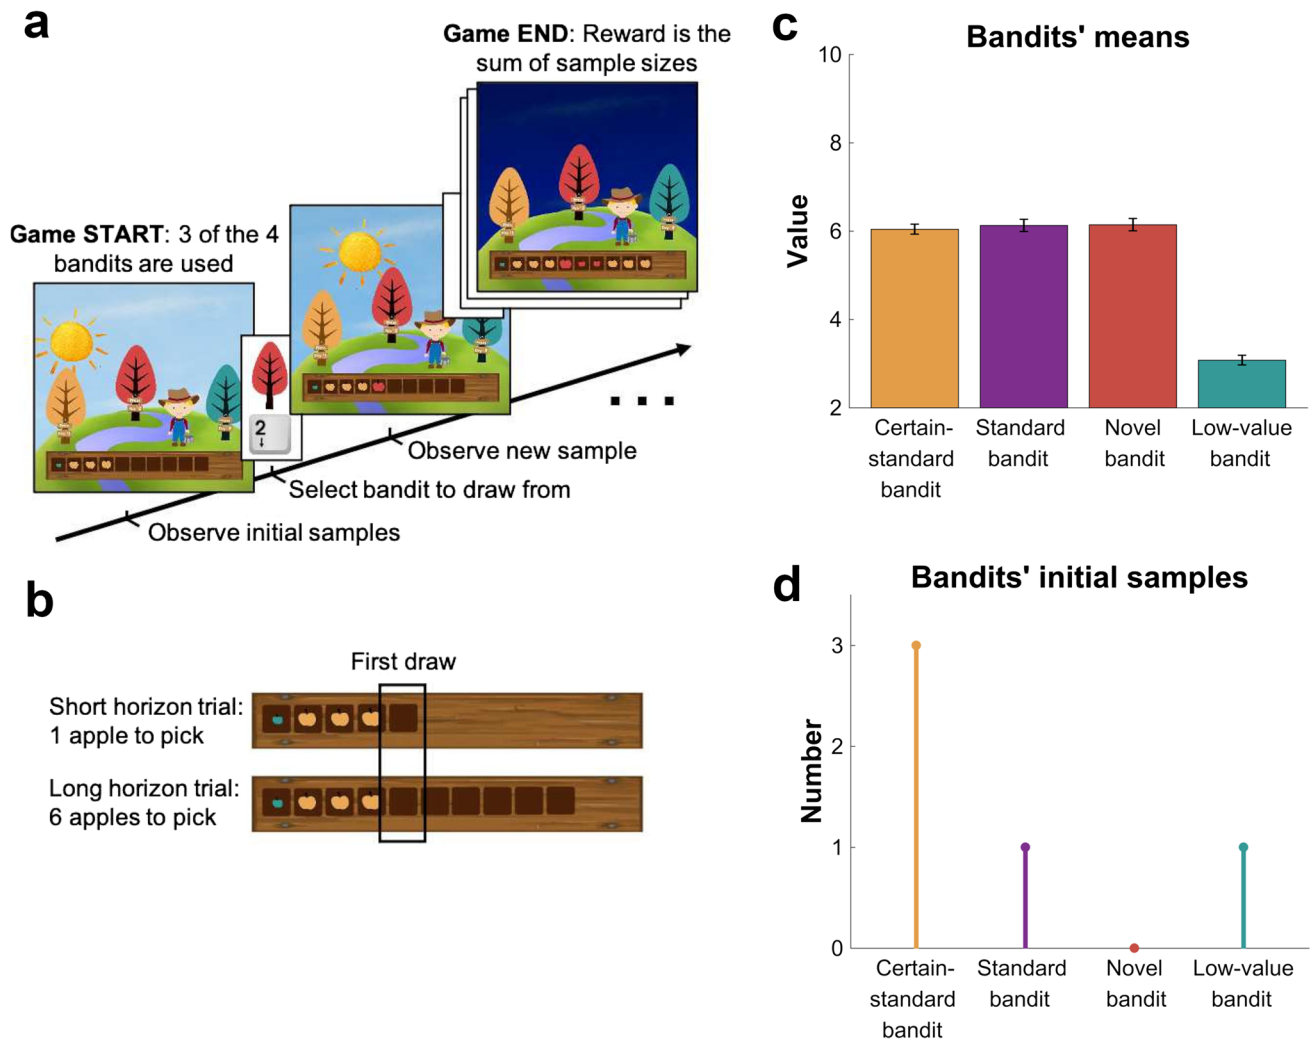 a
Game END: Reward is the
sum of sample sizes
Game START: 3 of the 4
bandits are used
2
↓
Observe new sample
Select bandit to draw from
Observe initial samples
b
First draw
Short horizon trial:
1 apple to pick
Long horizon trial:
6 apples to pick
c
Bandits' means
Value
10
8
6
4
2
Certain-
standard
bandit
Standard
bandit
Novel
bandit
Low-value
bandit
d
Bandits' initial samples
Number
3
2
1
0
Certain-
standard
bandit
Standard
bandit
Novel
bandit
Low-value
bandit